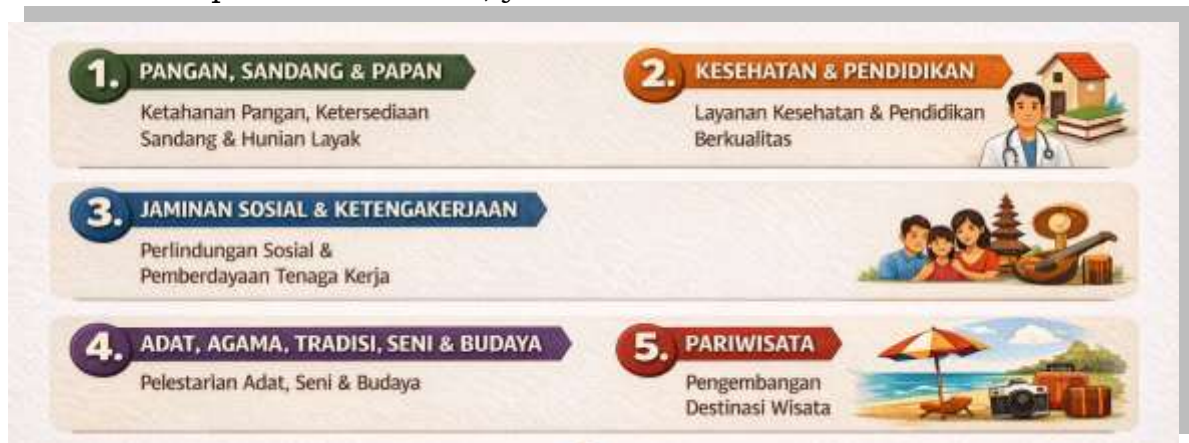 1. PANGAN, SANDANG & PAPAN
Ketahanan Pangan, Ketersediaan
Sandang & Hunian Layak
2. KESEHATAN & PENDIDIKAN
Layanan Kesehatan & Pendidikan
Berkualitas
3. JAMINAN SOSIAL & KETENGAKERJAAN
Perlindungan Sosial &
Pemberdayaan Tenaga Kerja
4. ADAT, AGAMA, TRADISI, SENI & BUDAYA
Pelestarian Adat, Seni & Budaya
5. PARIWISATA
Pengembangan
Destinasi Wisata